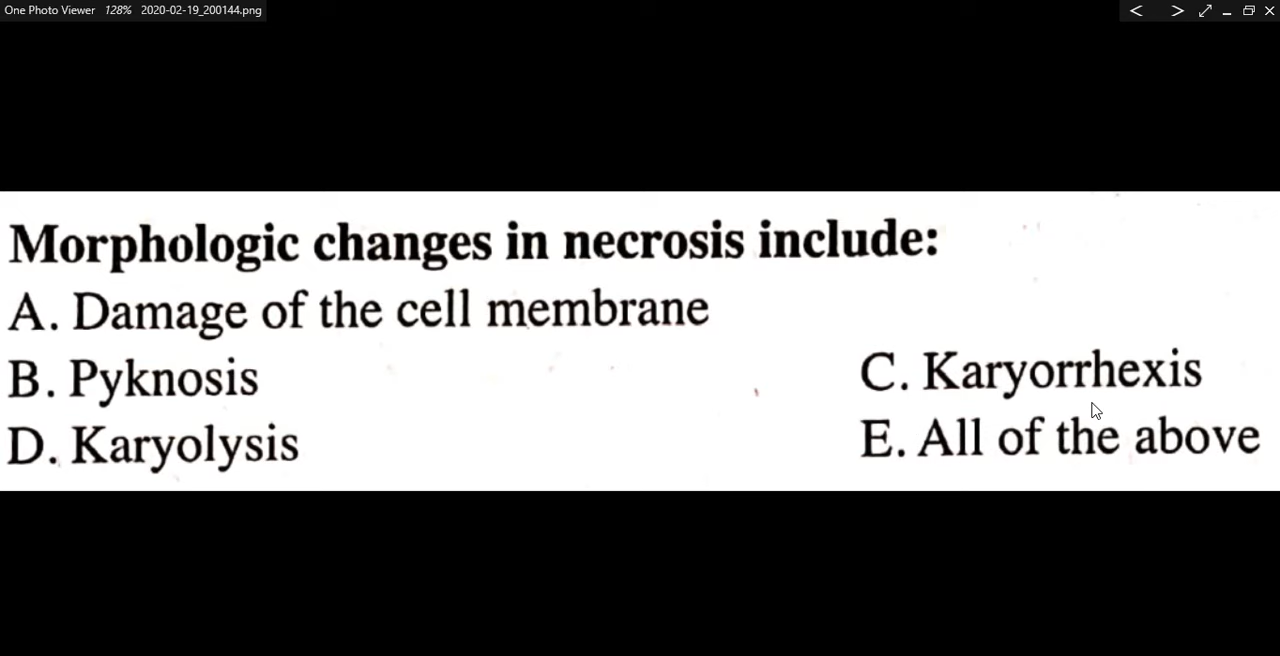 One Photo Viewer 128% 2020-02-19_200144.png
Morphologic changes in necrosis include:
A. Damage of the cell membrane
B. Pyknosis C. Karyorrhexis
D. Karyolysis E. All of the above